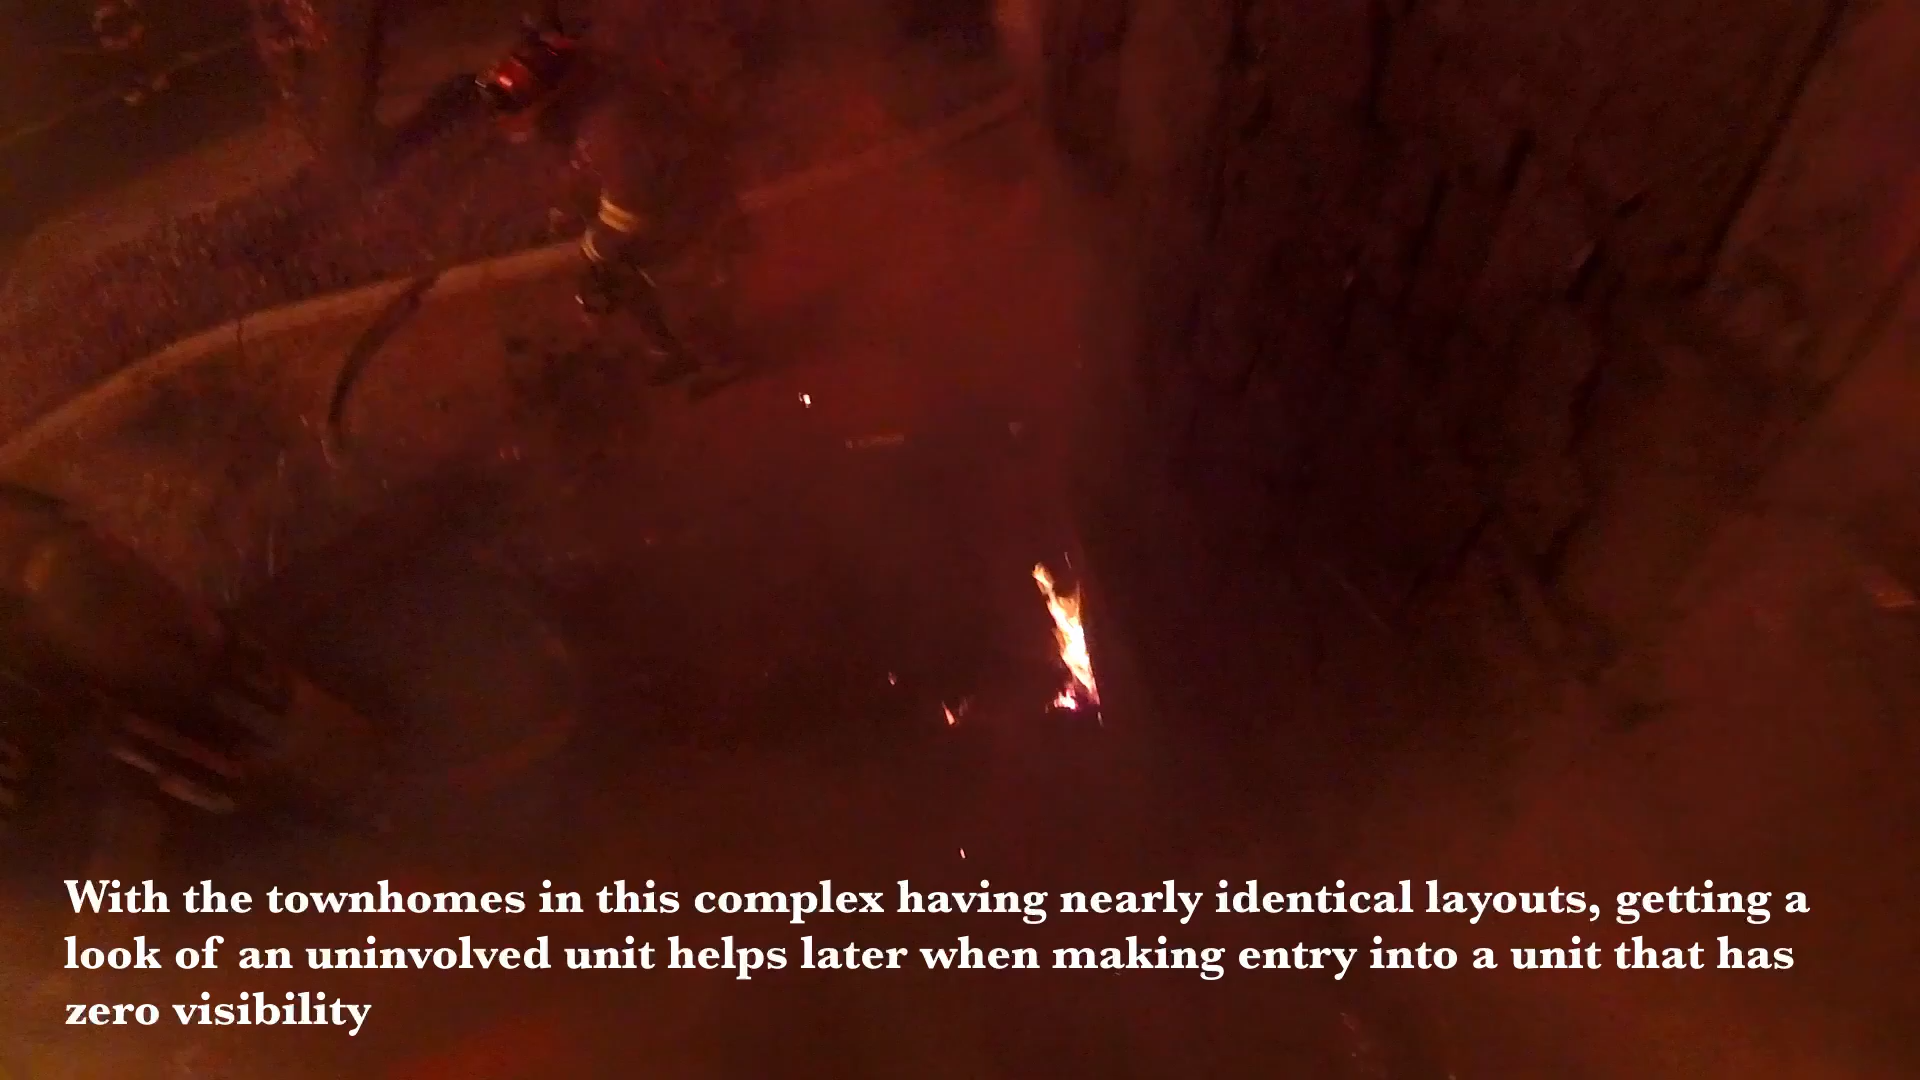 With the townhomes in this complex having nearly identical layouts, getting a
look of an uninvolved unit helps later when making entry into a unit that has
zero visibility